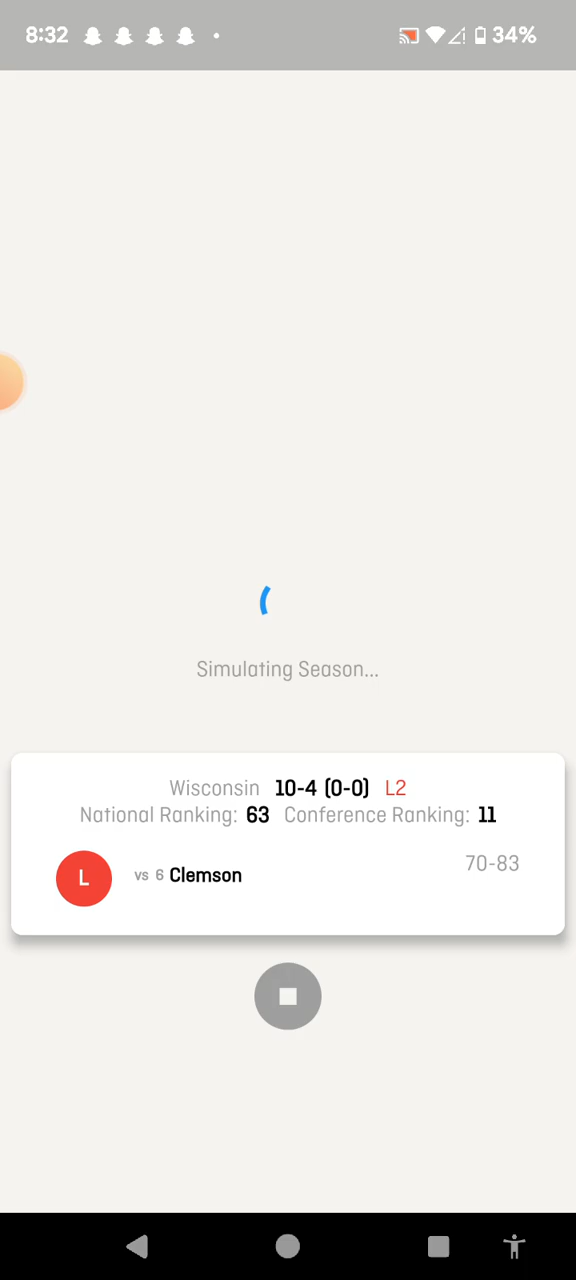 8:32 34%
Simulating Season...
Wisconsin 10-4 (0-0) L2
National Ranking: 63 Conference Ranking: 11
L vs 6 Clemson 70-83